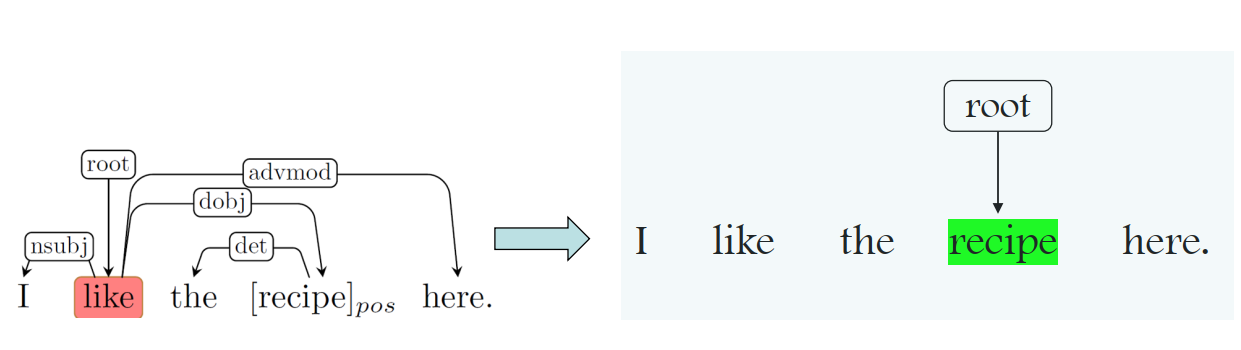 root
advmod
dobj
nsubj
det
I like the [recipe]pos here.
root
I like the recipe here.